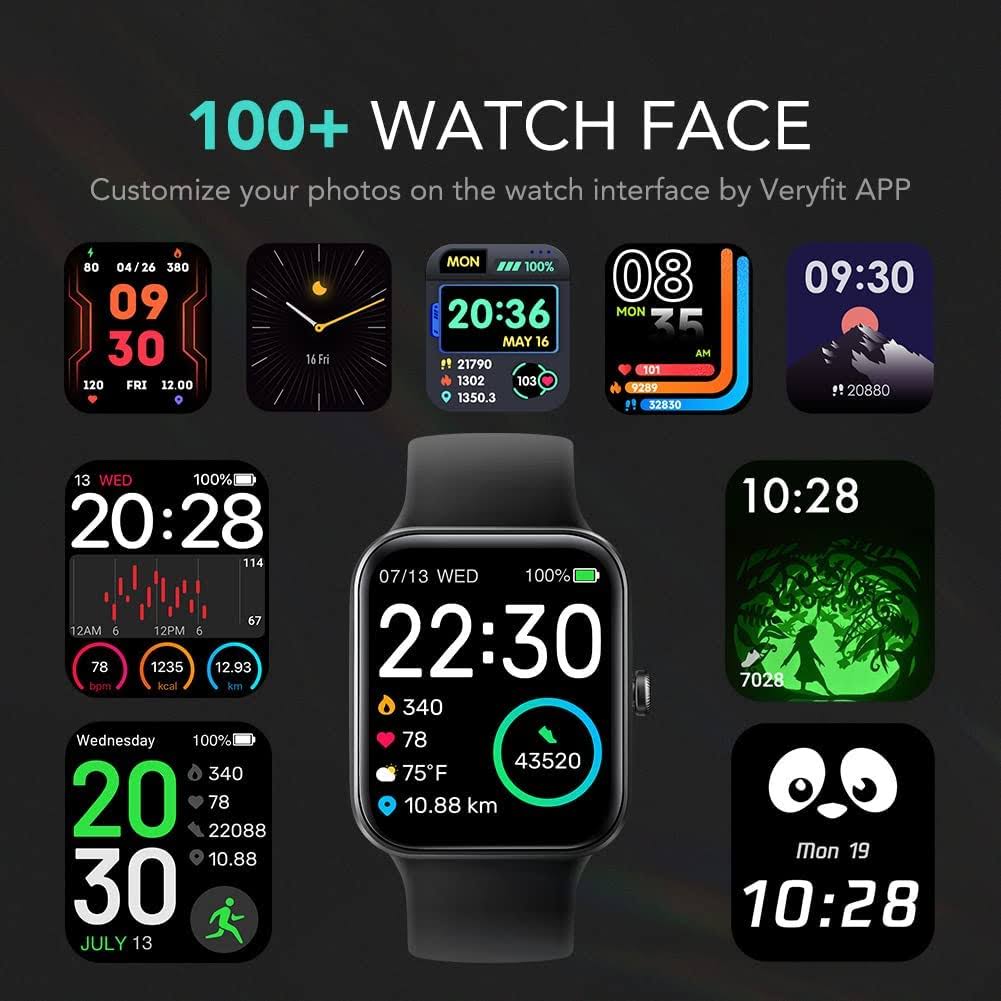 100+ WATCH FACE
Customize your photos on the watch interface by Veryfit APP
80 04/26 380
09
30
120 FRI 12.00
16 Fri
MON 100%
20:36
MAY 16
21790
1302
1350.3
103
08
MON 35
AM
101
9289
32830
09:30
20880
13 WED 100%
20:28
114
67
12AM 6 12PM 6
78 1235 12.93
bpm kcal km
07/13 WED 100%
22:30
340
78
75°F
10.88 km
43520
10:28
7028
Wednesday 100%
20
30
340
78
22088
10.88
JULY 13
Mon 19
10:28